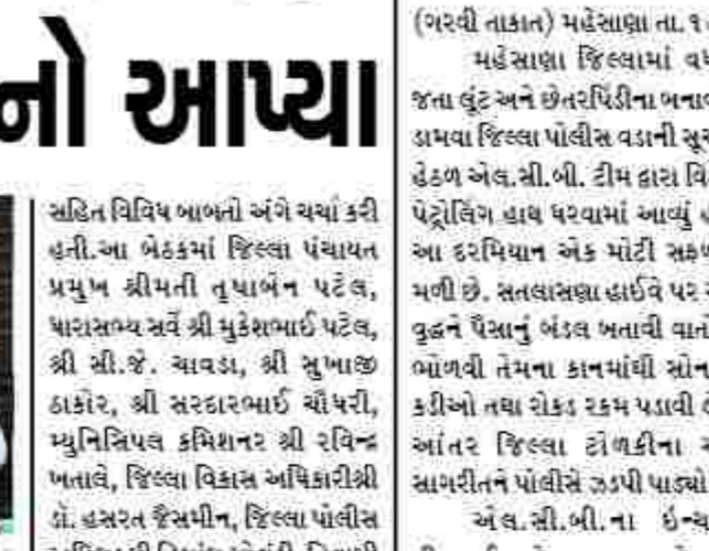 નો આપ્યા
સહિત વિવિધ બાબતો અંગે ચર્ચા કરી
હતી.આ બેઠકમાં જિલ્લા પંચાયત
પ્રમુખ શ્રીમતી તૃષાબેન પટેલ,
ધારાસભ્ય સર્વે શ્રી મુકેશભાઈ પટેલ,
શ્રી સી.જે. ચાવડા, શ્રી સુખાજી
ઠાકોર, શ્રી સરદારભાઈ ચૌધરી,
મ્યુનિસિપલ કમિશનર શ્રી રવિન્દ્ર
ખતાલે, જિલ્લા વિકાસ અધિકારીશ્રી
ડૉ. હસરત જૈસમીન, જિલ્લા પોલીસ
(ગરવી તાકાત) મહેસાણા તા. ૧
મહેસાણા જિલ્લામાં
જતા લૂંટ અને છેતરપિંડીના
ડામવા જિલ્લા પોલીસ વડાની
હેઠળ એલ.સી.બી. ટીમ દ્વારા
પેટ્રોલિંગ હાથ ધરવામાં આવ્યું
આ દરમિયાન એક મોટી
મળી છે. સતલાસણા હાઈવે પર
વૃદ્ધને પૈસાનું બંડલ બતાવી
ભોળવી તેમના કાનમાંથી
કડીઓ તથા રોકડ રકમ પડાવી
આંતર જિલ્લા ટોળકીના
સાગરીતને પોલીસે ઝડપી પાડ્યો
એલ.સી.બી.ના